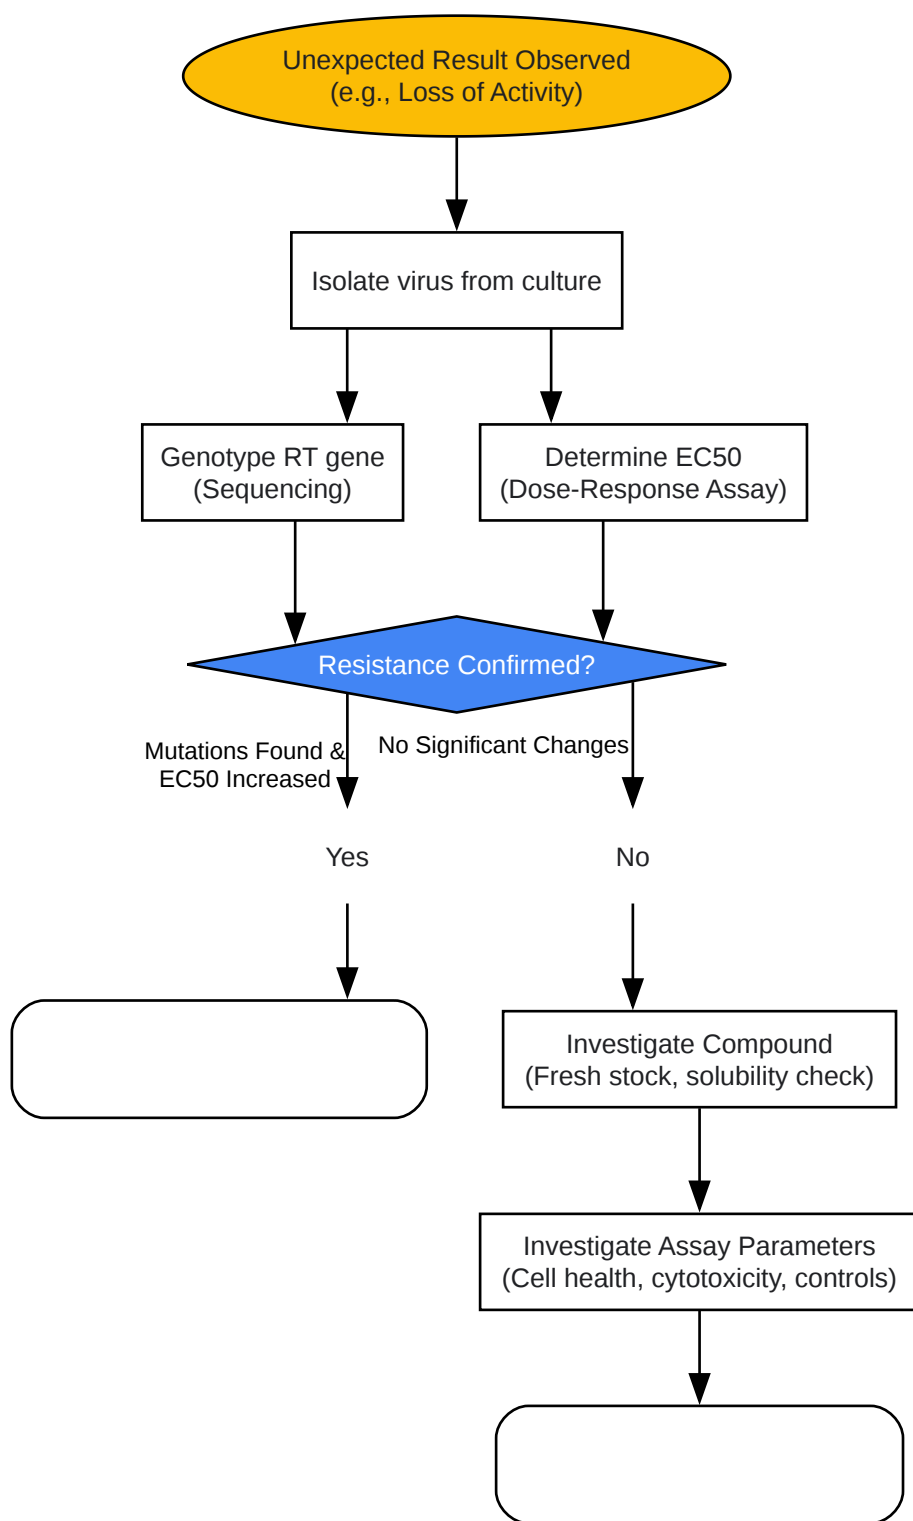 Unexpected Result Observed
(e.g., Loss of Activity)
Isolate virus from culture
Genotype RT gene
(Sequencing)
Determine EC50
(Dose-Response Assay)
Resistance Confirmed?
Mutations Found &
EC50 Increased
No Significant Changes
Yes
No
Investigate Compound
(Fresh stock, solubility check)
Investigate Assay Parameters
(Cell health, cytotoxicity, controls)